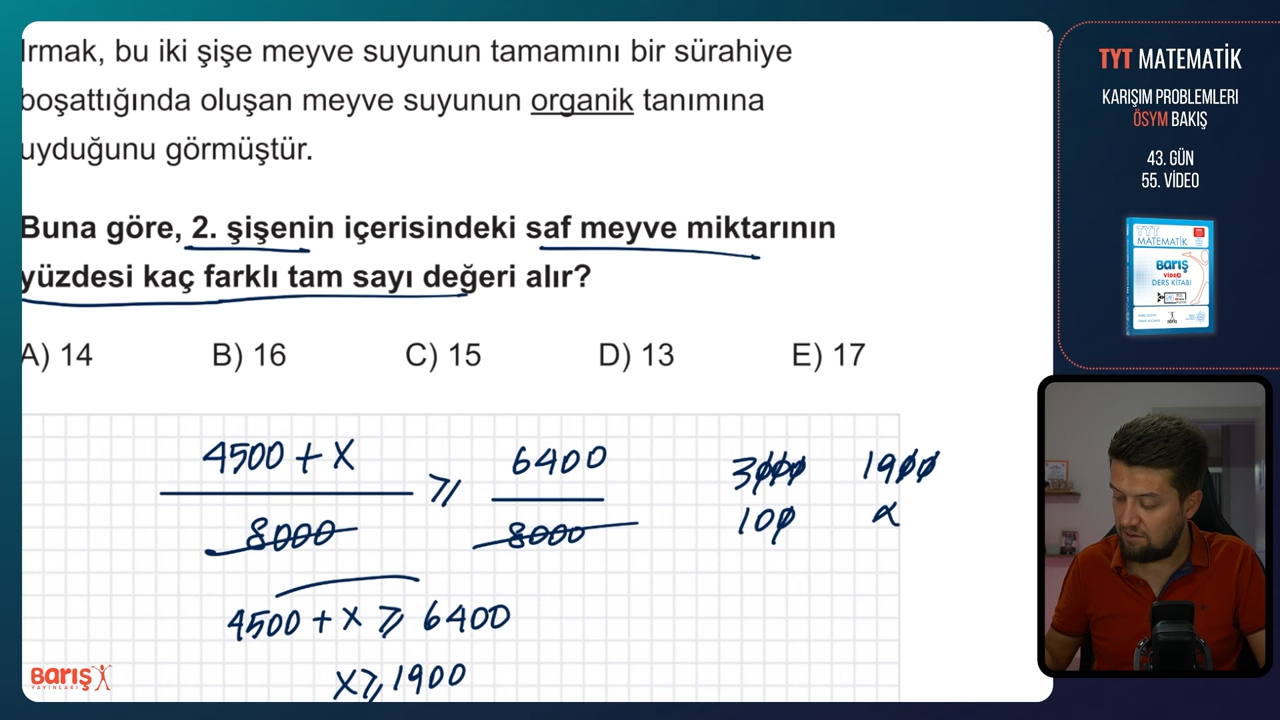 Irmak, bu iki şişe meyve suyunun tamamını bir sürahiye
boşattığında oluşan meyve suyunun organik tanımına
uyduğunu görmüştür.
Buna göre, 2. şişenin içerisindeki saf meyve miktarının
yüzdesi kaç farklı tam sayı değeri alır?
A) 14 B) 16 C) 15 D) 13 E) 17
4500 + x ⩾ 6400
8000 8000
3000 1900
100 α
4500 + x ⩾ 6400
x ⩾ 1900
BARIŞ
YAYINLARI
TYT MATEMATİK
KARIŞIM PROBLEMLERI
ÖSYM BAKIŞ
43. GÜN
55. VİDEO
TYT
MATEMATİK
BARIŞ
VİDEO
DERS KİTABI